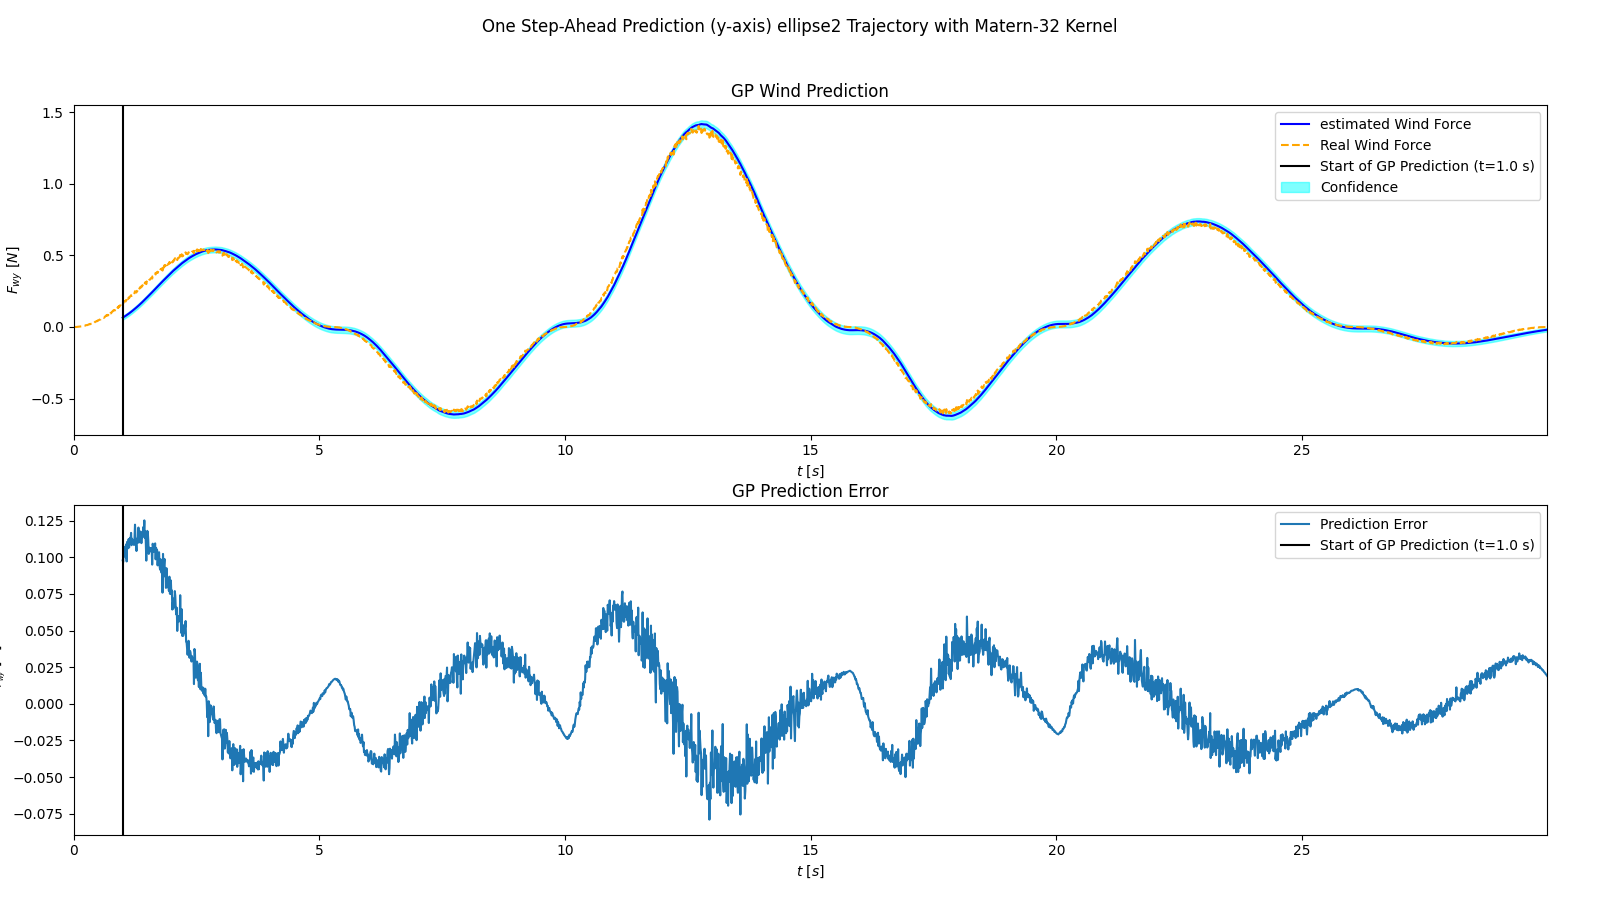 One Step-Ahead Prediction (y-axis) ellipse2 Trajectory with Matern-32 Kernel
GP Wind Prediction
1.5
1.0
0.5
0.0
−0.5
F_wy [N]
estimated Wind Force
Real Wind Force
Start of GP Prediction (t=1.0 s)
Confidence
0 5 10 15 20 25
t [s]
GP Prediction Error
0.125
0.100
0.075
0.050
0.025
0.000
−0.025
−0.050
−0.075
Prediction Error
Start of GP Prediction (t=1.0 s)
0 5 10 15 20 25
t [s]